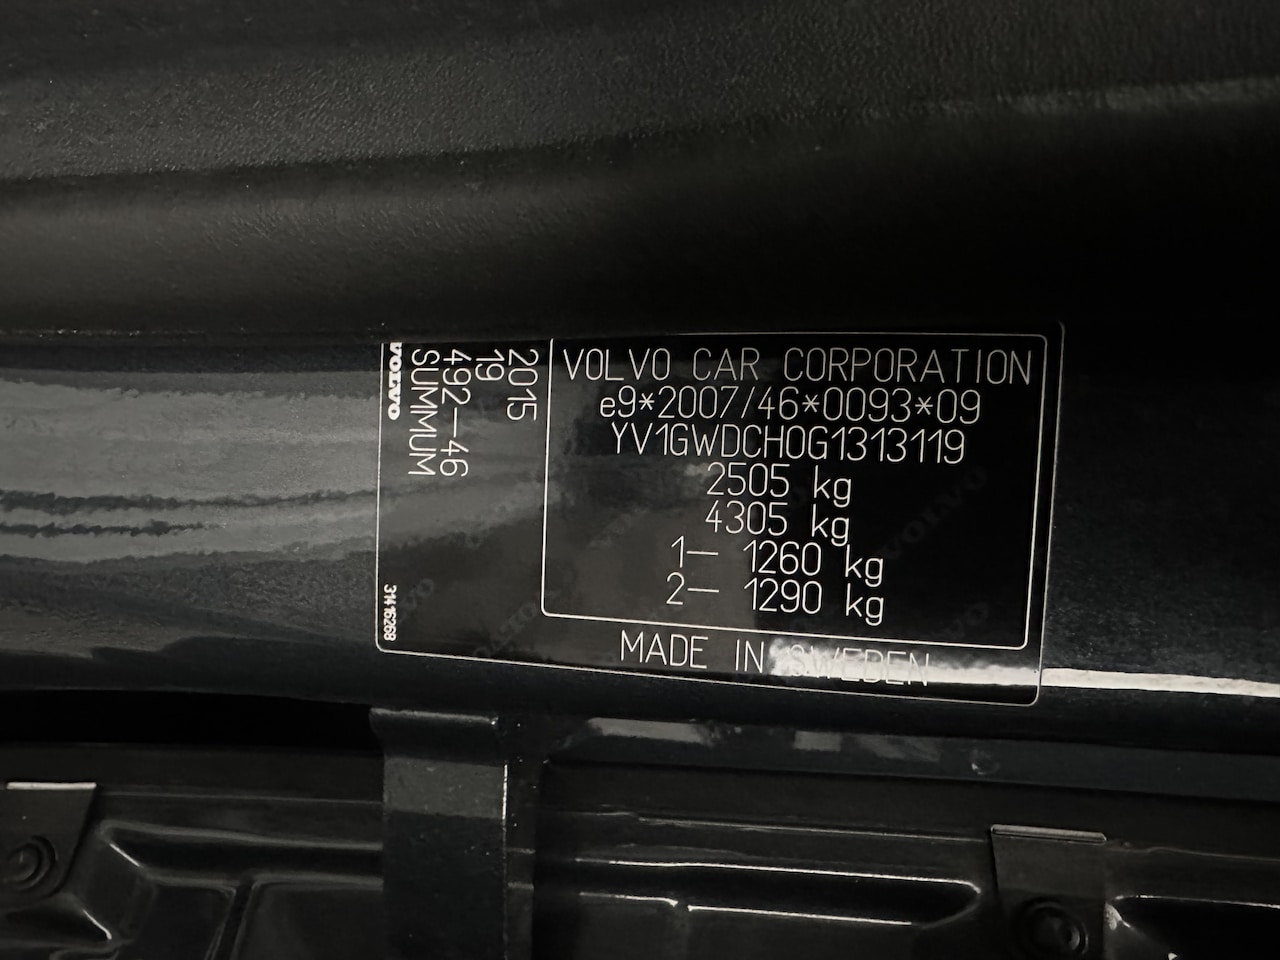 VOLVO
SUMMUM
492-46
19
2015
31416268
VOLVO CAR CORPORATION
e9*2007/46*0093*09
YV1GWDCH0G1313119
2505 kg
4305 kg
1- 1260 kg
2- 1290 kg
MADE IN SWEDEN